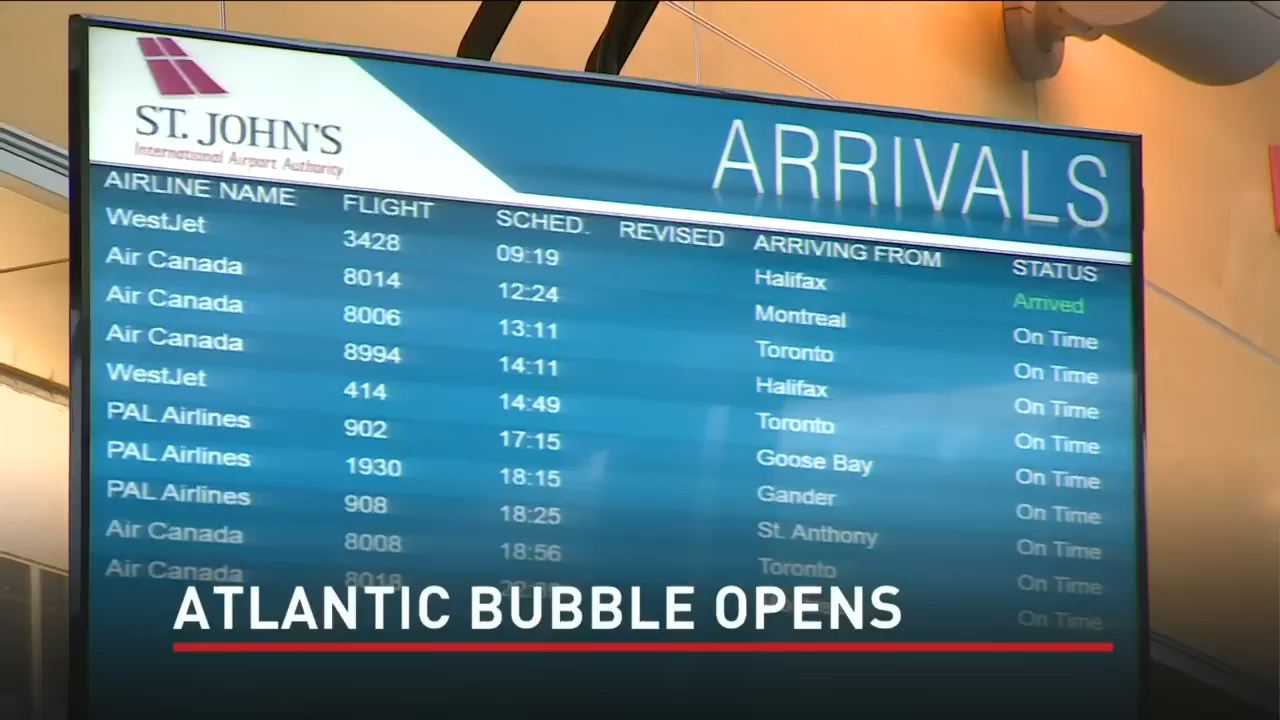 ST. JOHN'S
International Airport Authority
ARRIVALS
AIRLINE NAME FLIGHT SCHED. REVISED ARRIVING FROM STATUS
WestJet 3428 09:19 Halifax Arrived
Air Canada 8014 12:24 Montreal On Time
Air Canada 8006 13:11 Toronto On Time
Air Canada 8994 14:11 Halifax On Time
WestJet 414 14:49 Toronto On Time
PAL Airlines 902 17:15 Goose Bay On Time
PAL Airlines 1930 18:15 Gander On Time
PAL Airlines 908 18:25 St. Anthony On Time
Air Canada 8008 18:56 Toronto On Time
Air Canada 8018 On Time
ATLANTIC BUBBLE OPENS